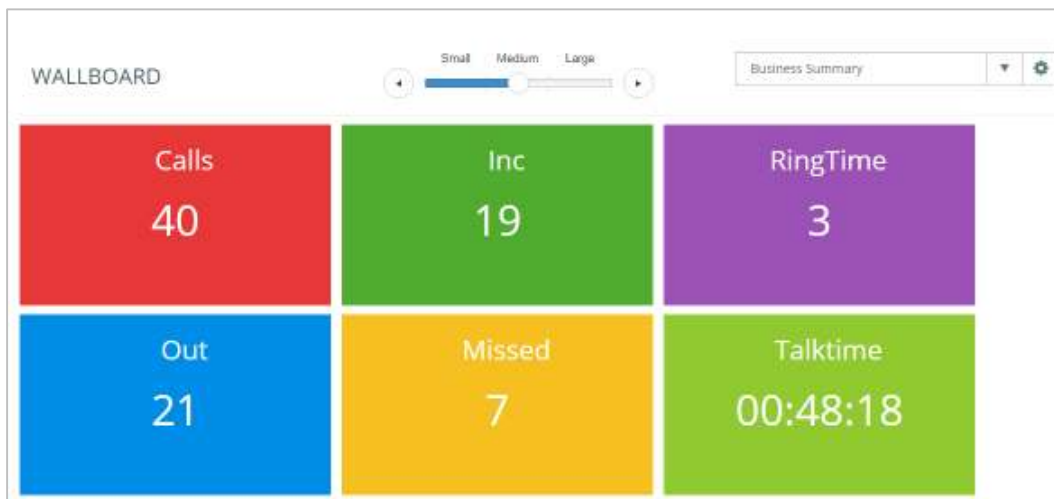 WALLBOARD
Small Medium Large
Business Summary
Calls
40
Inc
19
RingTime
3
Out
21
Missed
7
Talktime
00:48:18